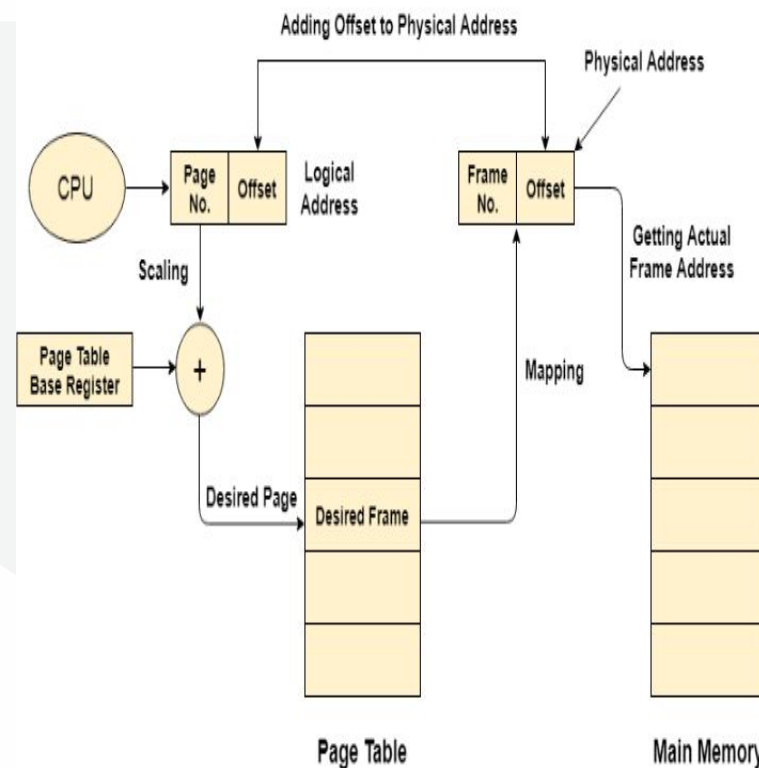 Adding Offset to Physical Address
Physical Address
CPU
Page
No.
Offset
Logical
Address
Frame
No.
Offset
Getting Actual
Frame Address
Scaling
Page Table
Base Register
+
Mapping
Desired Page
Desired Frame
Page Table
Main Memory